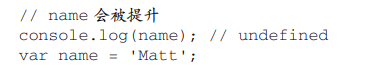 // name 会被提升
console.log(name); // undefined
var name = 'Matt';